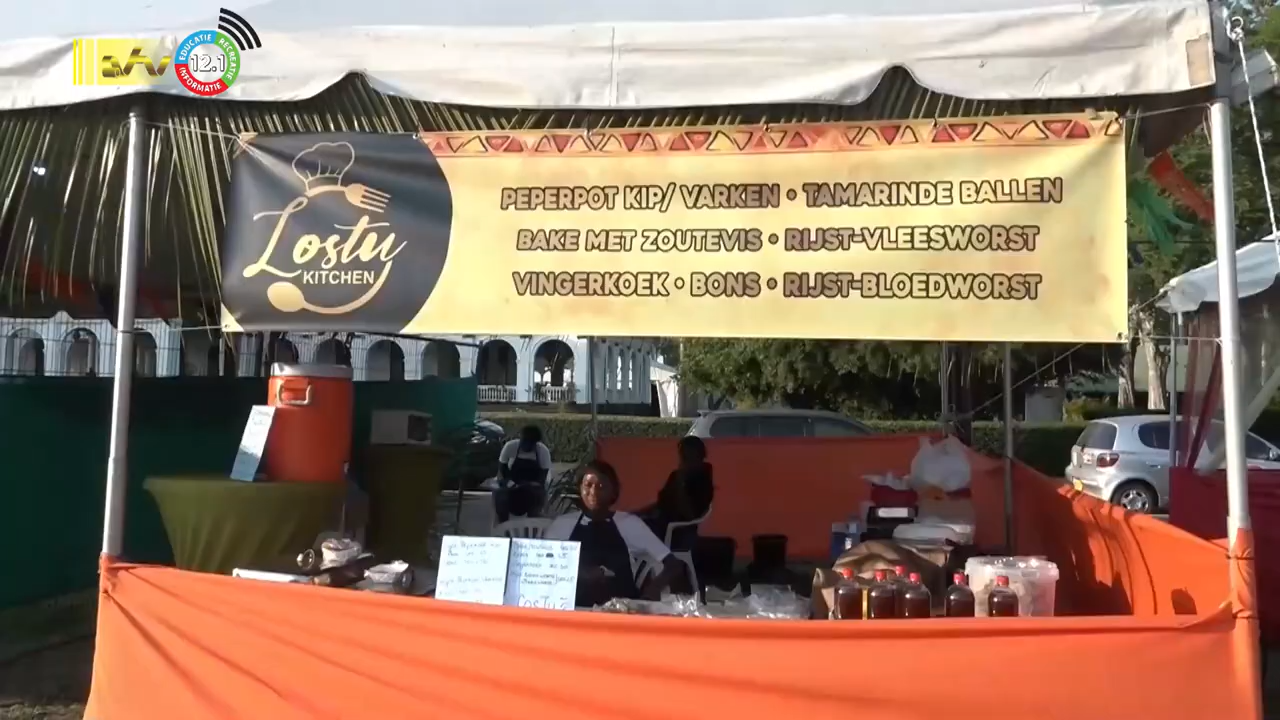 EDUCATIE RECREATIE INFORMATIE
12.1
Lostu
KITCHEN
PEPERPOT KIP/ VARKEN • TAMARINDE BALLEN
BAKE MET ZOUTEVIS • RIJST-VLEESWORST
VINGERKOEK • BONS • RIJST-BLOEDWORST